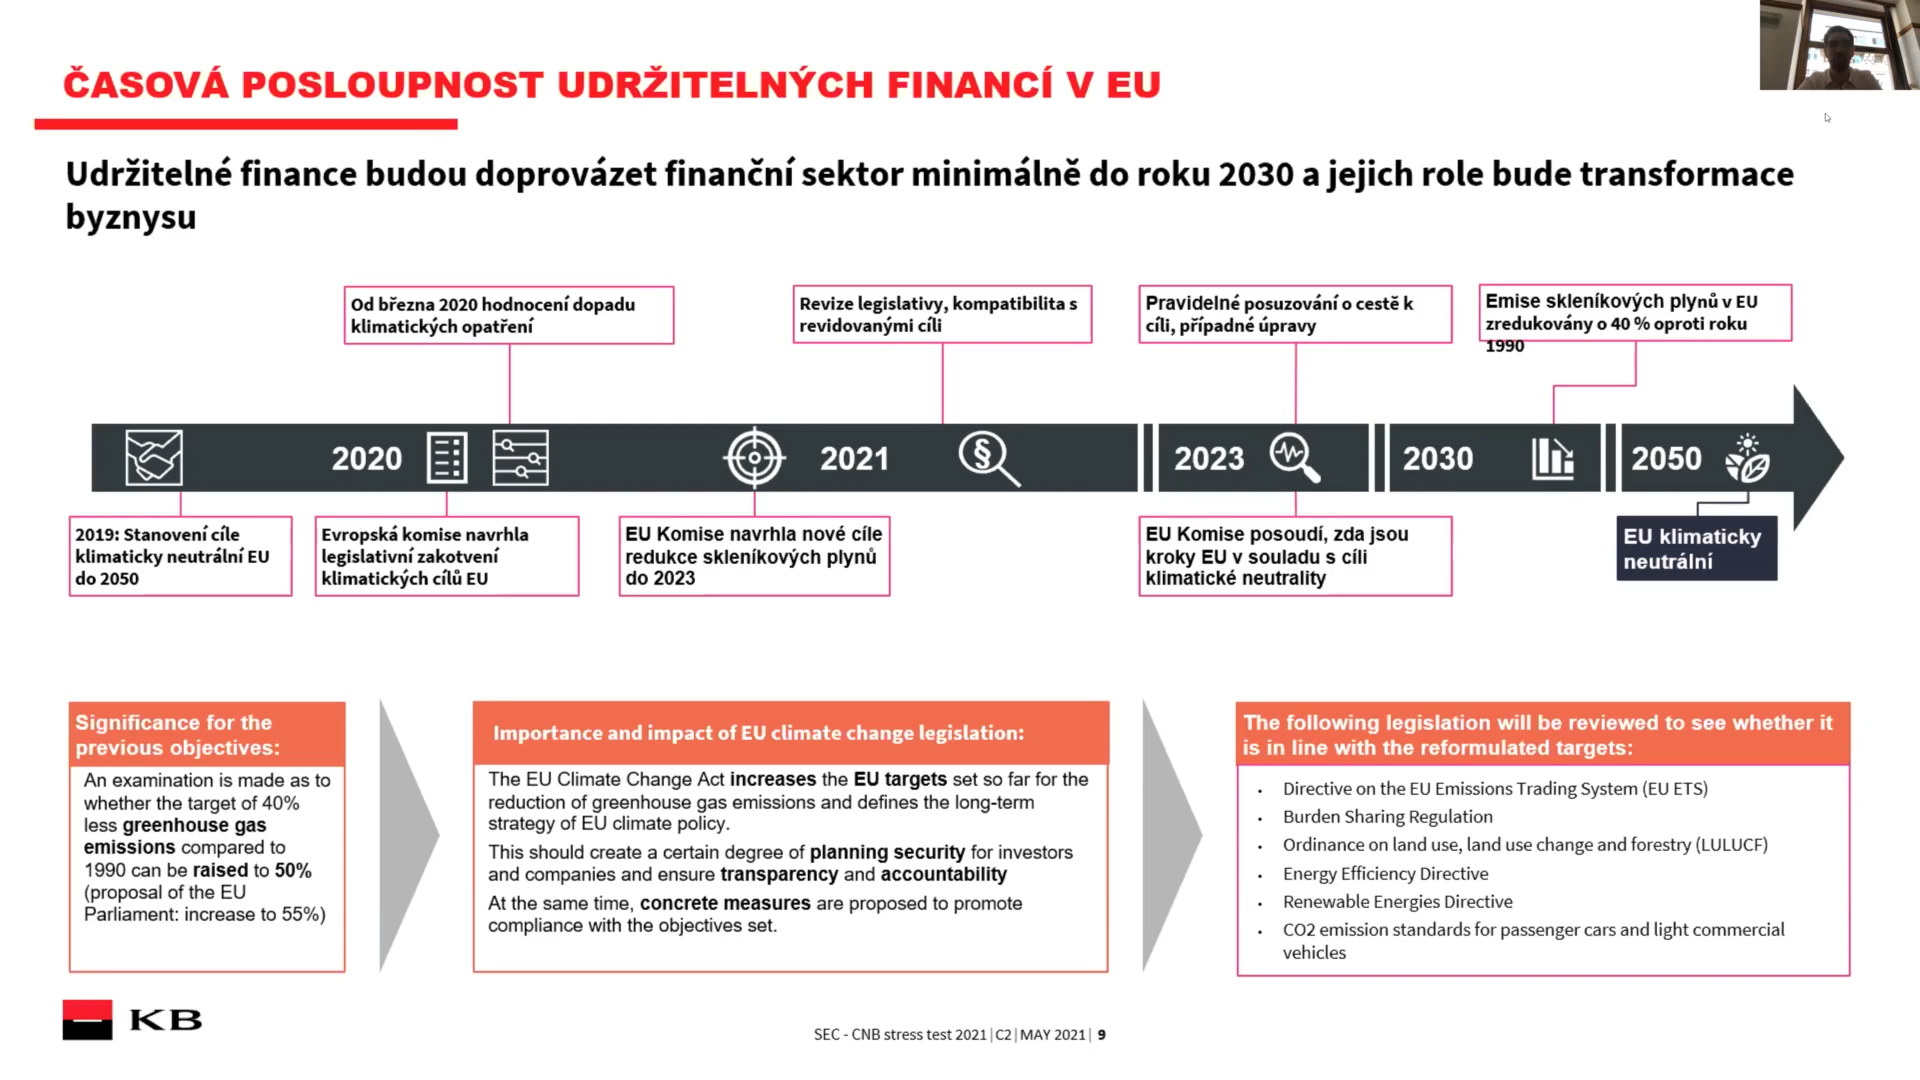 ČASOVÁ POSLOUPNOST UDRŽITELNÝCH FINANCÍ V EU
Udržitelné finance budou doprovázet finanční sektor minimálně do roku 2030 a jejich role bude transformace
byznysu
Od března 2020 hodnocení dopadu
klimatických opatření
Revize legislativy, kompatibilita s
revidovanými cíli
Pravidelné posuzování o cestě k
cíli, případné úpravy
Emise skleníkových plynů v EU
zredukovány o 40 % oproti roku
1990
2020
2021
§
2023
2030
2050
2019: Stanovení cíle
klimaticky neutrální EU
do 2050
Evropská komise navrhla
legislativní zakotvení
klimatických cílů EU
EU Komise navrhla nové cíle
redukce skleníkových plynů
do 2023
EU Komise posoudí, zda jsou
kroky EU v souladu s cíli
klimatické neutrality
EU klimaticky
neutrální
Significance for the
previous objectives:
An examination is made as to
whether the target of 40%
less greenhouse gas
emissions compared to
1990 can be raised to 50%
(proposal of the EU
Parliament: increase to 55%)
Importance and impact of EU climate change legislation:
The EU Climate Change Act increases the EU targets set so far for the
reduction of greenhouse gas emissions and defines the long-term
strategy of EU climate policy.
This should create a certain degree of planning security for investors
and companies and ensure transparency and accountability
At the same time, concrete measures are proposed to promote
compliance with the objectives set.
The following legislation will be reviewed to see whether it
is in line with the reformulated targets:
• Directive on the EU Emissions Trading System (EU ETS)
• Burden Sharing Regulation
• Ordinance on land use, land use change and forestry (LULUCF)
• Energy Efficiency Directive
• Renewable Energies Directive
• CO2 emission standards for passenger cars and light commercial
vehicles
KB
SEC - CNB stress test 2021 | C2 | MAY 2021 | 9